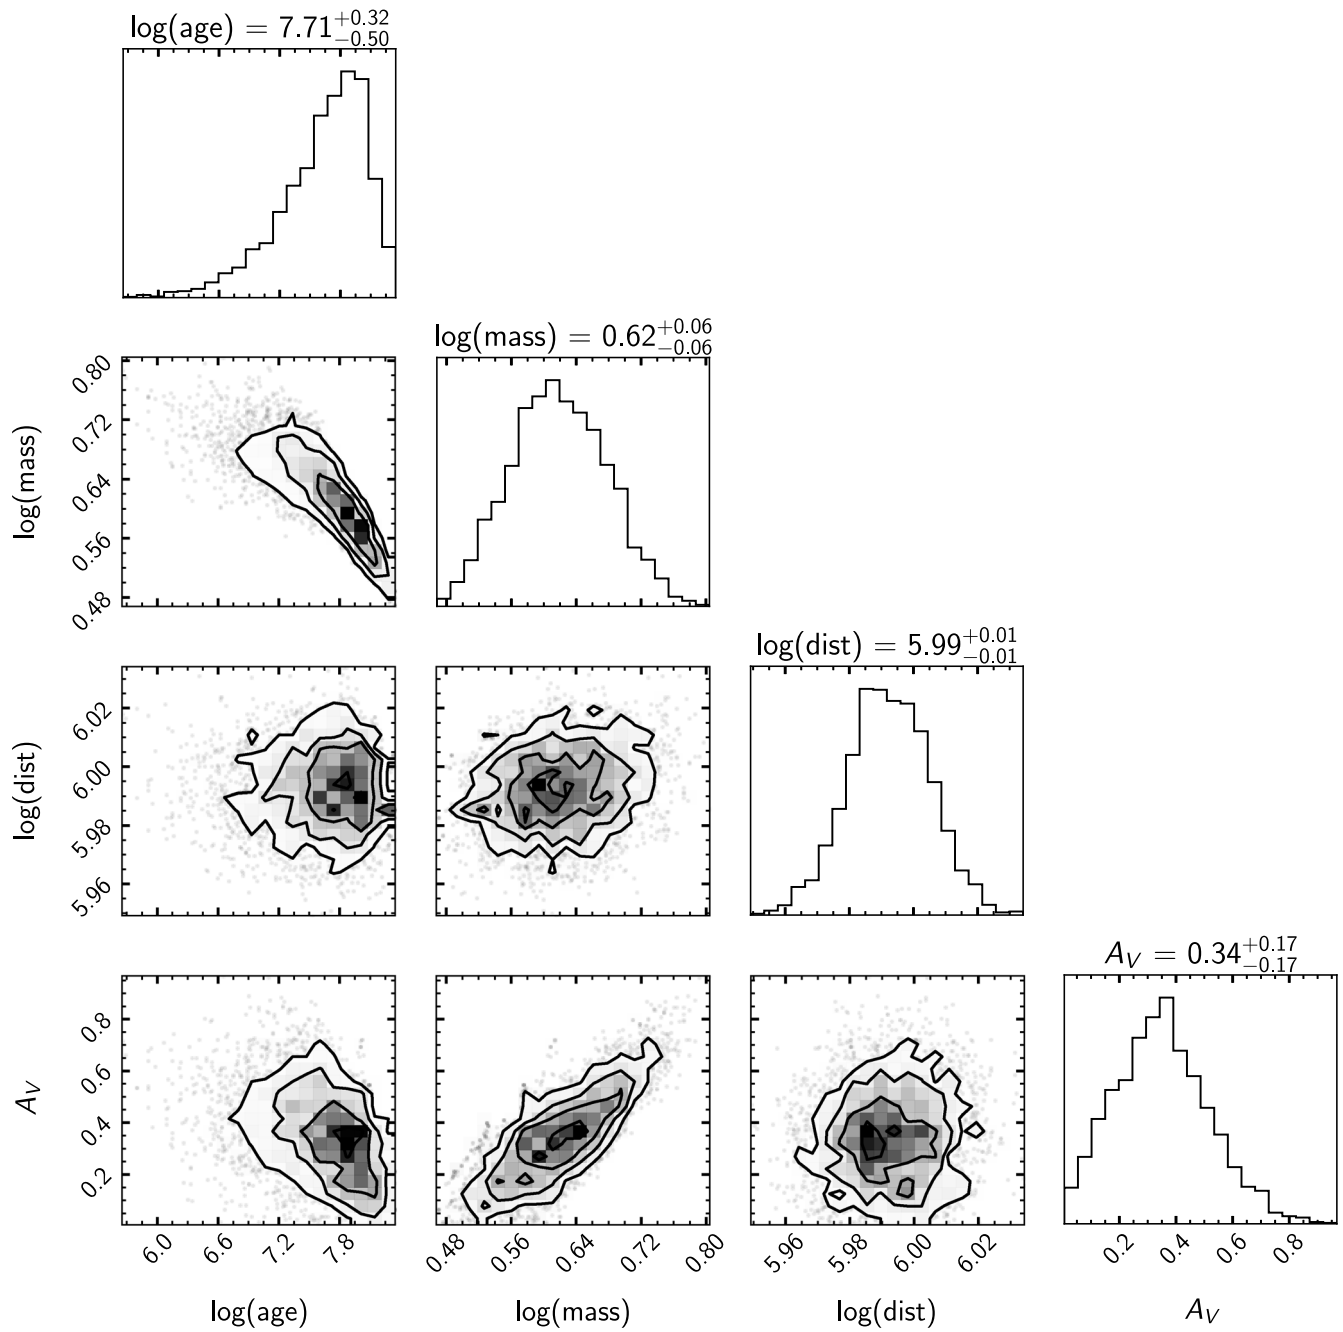 log(age) = 7.71^{+0.32}_{-0.50}
log(mass) = 0.62^{+0.06}_{-0.06}
0.80
0.72
0.64
0.56
0.48
log(mass)
log(dist) = 5.99^{+0.01}_{-0.01}
6.02
6.00
5.98
5.96
log(dist)
A_V = 0.34^{+0.17}_{-0.17}
0.8
0.6
0.4
0.2
A_V
6.0 6.6 7.2 7.8
0.48 0.56 0.64 0.72 0.80
5.96 5.98 6.00 6.02
0.2 0.4 0.6 0.8
log(age) log(mass) log(dist) A_V